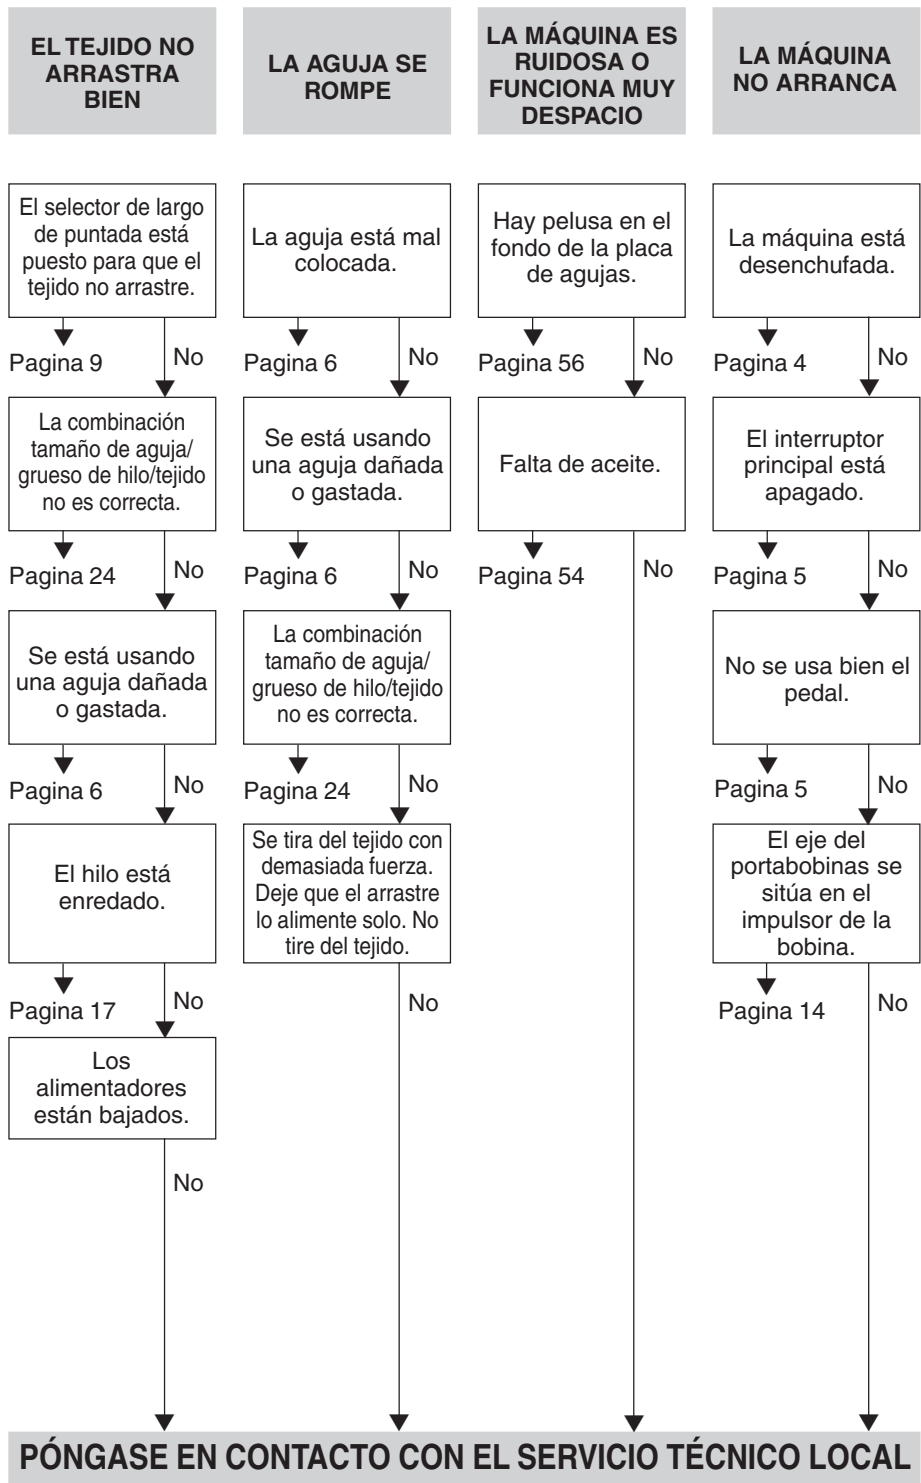 EL TEJIDO NO
ARRASTRA
BIEN
El selector de largo
de puntada está
puesto para que el
tejido no arrastre.
Pagina 9
No
La combinación
tamaño de aguja/
grueso de hilo/tejido
no es correcta.
Pagina 24
No
Se está usando
una aguja dañada
o gastada.
Pagina 6
No
El hilo está
enredado.
Pagina 17
No
Los
alimentadores
están bajados.
No
LA AGUJA SE
ROMPE
La aguja está mal
colocada.
Pagina 6
No
Se está usando
una aguja dañada
o gastada.
Pagina 6
No
La combinación
tamaño de aguja/
grueso de hilo/tejido
no es correcta.
Pagina 24
No
Se tira del tejido con
demasiada fuerza.
Deje que el arrastre
lo alimente solo. No
tire del tejido.
No
LA MÁQUINA ES
RUIDOSA O
FUNCIONA MUY
DESPACIO
Hay pelusa en el
fondo de la placa
de agujas.
Pagina 56
No
Falta de aceite.
Pagina 54
No
LA MÁQUINA
NO ARRANCA
La máquina está
desenchufada.
Pagina 4
No
El interruptor
principal está
apagado.
Pagina 5
No
No se usa bien el
pedal.
Pagina 5
No
El eje del
portabobinas se
sitúa en el
impulsor de la
bobina.
Pagina 14
No
PÓNGASE EN CONTACTO CON EL SERVICIO TÉCNICO LOCAL